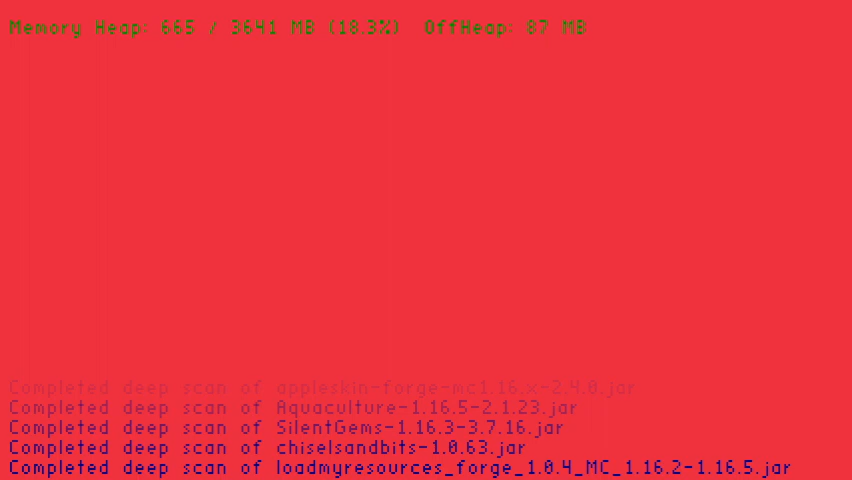 Memory Heap: 665 / 3641 MB (18.3%)  OffHeap: 87 MB
Completed deep scan of appleskin-forge-mc1.16.x-2.4.0.jar
Completed deep scan of Aquaculture-1.16.5-2.1.23.jar
Completed deep scan of SilentGems-1.16.3-3.7.16.jar
Completed deep scan of chiselsandbits-1.0.63.jar
Completed deep scan of loadmyresources_forge_1.0.4_MC_1.16.2-1.16.5.jar